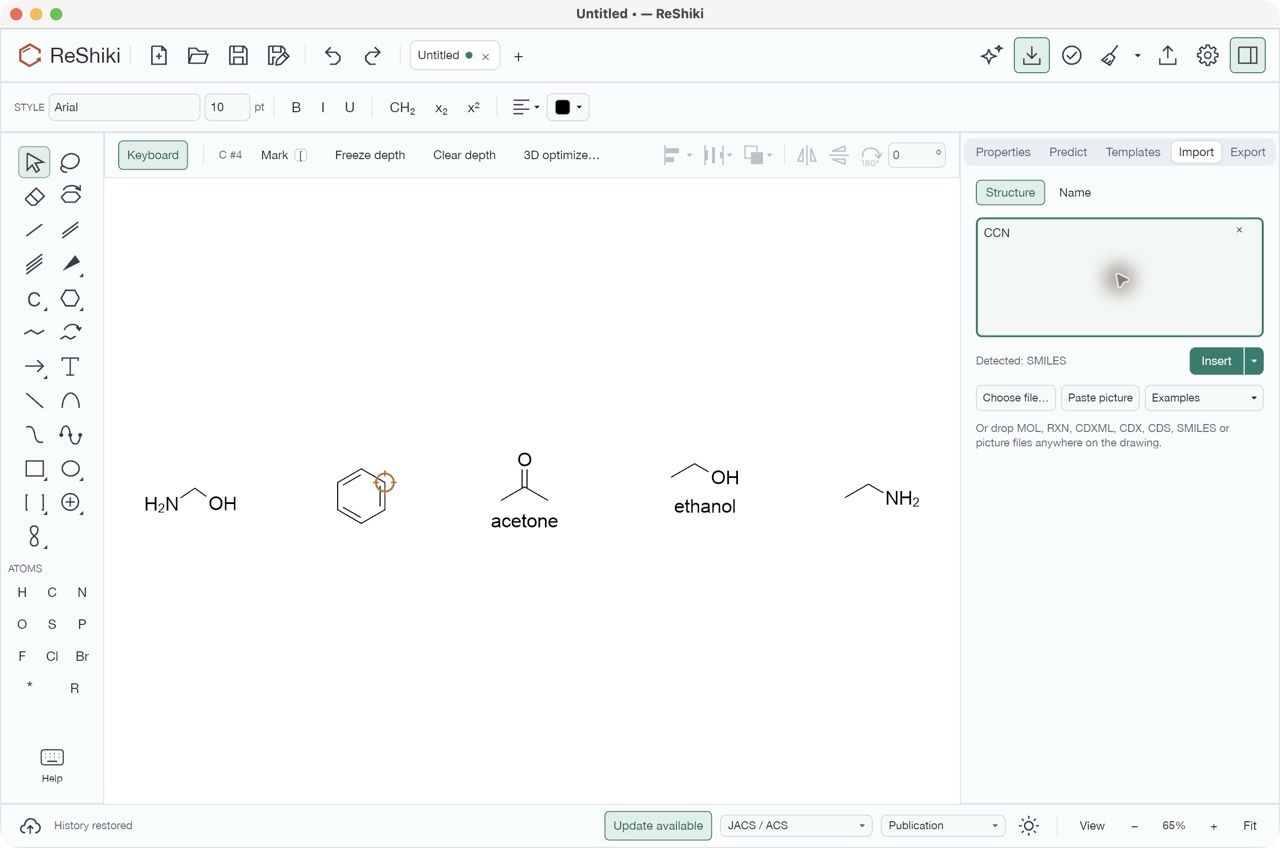 Untitled • — ReShiki
ReShiki
Untitled
STYLE Arial 10 pt B I U CH₂ x₂ x²
Keyboard C #4 Mark [ Freeze depth Clear depth 3D optimize... 180° 0 °
Properties Predict Templates Import Export
Structure Name
CCN
Detected: SMILES Insert
Choose file... Paste picture Examples
Or drop MOL, RXN, CDXML, CDX, CDS, SMILES or
picture files anywhere on the drawing.
C
T
[ ]
ATOMS
H C N
O S P
F Cl Br
* R
Help
H₂N OH
O
acetone
OH
ethanol
NH₂
History restored
Update available JACS / ACS Publication View − 65% + Fit